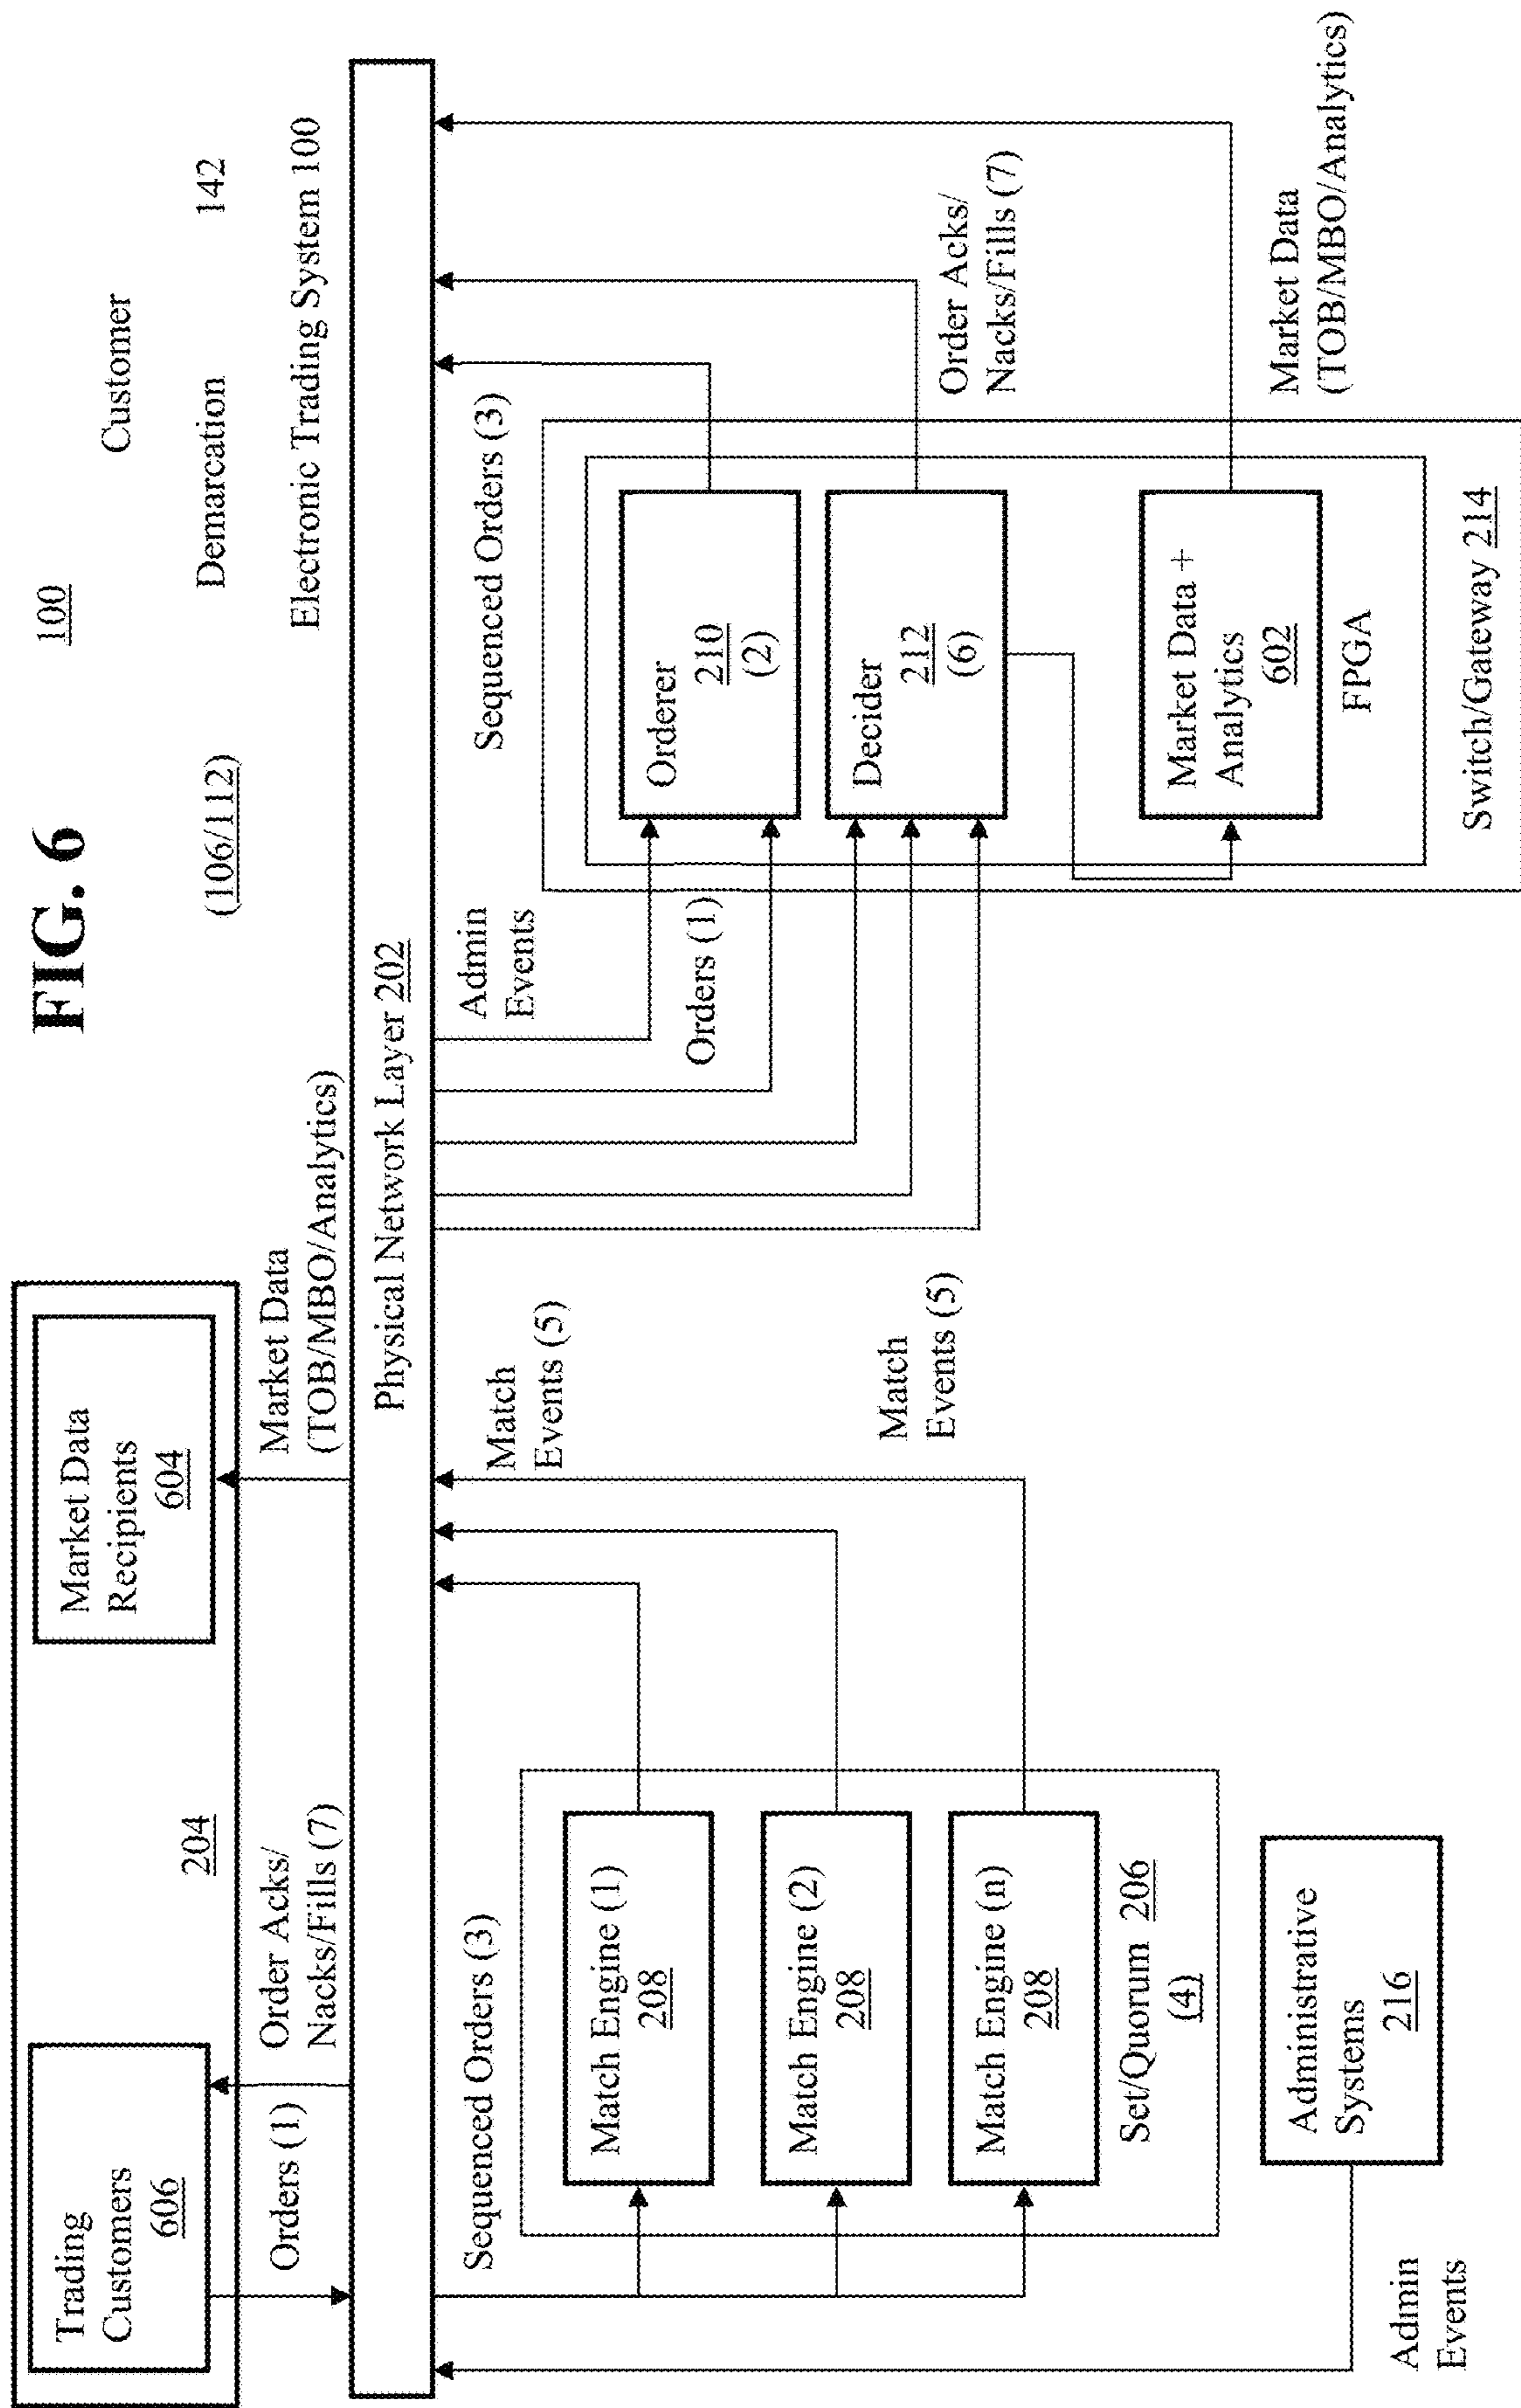 FIG. 6
100
Customer
(106/112)
Demarcation
142
Electronic Trading System 100
Trading
Customers
606
204
Market Data
Recipients
604
Orders (1)
Order Acks/
Nacks/Fills (7)
Market Data
(TOB/MBO/Analytics)
Physical Network Layer 202
Sequenced Orders (3)
Match
Events (5)
Match
Events (5)
Match Engine (1)
208
Match Engine (2)
208
Match Engine (n)
208
Set/Quorum 206
(4)
Administrative
Systems
216
Admin
Events
Admin
Events
Orders (1)
Sequenced Orders (3)
Orderer
210
(2)
Decider
212
(6)
Market Data +
Analytics
602
FPGA
Switch/Gateway 214
Order Acks/
Nacks/Fills (7)
Market Data
(TOB/MBO/Analytics)